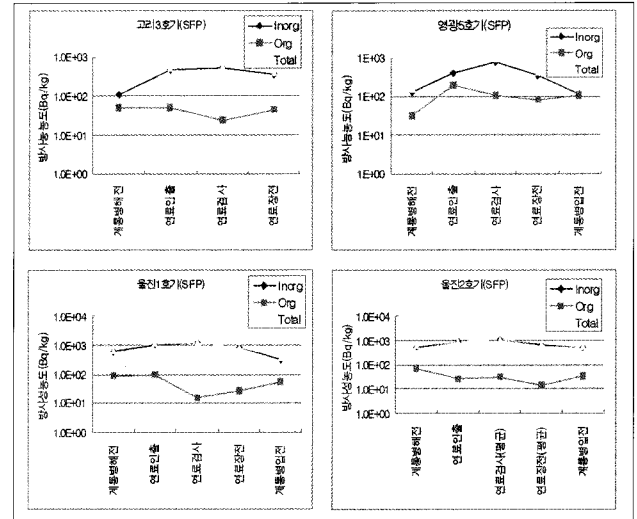 고리3호기(SFP)
Inorg
Org
Total
방사능농도(Bq/kg)
1.0E+03
1.0E+02
1.0E+01
1.0E+00
계통병해전
연료인출
연료검사
연료장전
영광5호기(SFP)
Inorg
Org
Total
방사능농도(Bq/kg)
1E+03
1E+02
1E+01
1E+00
계통병해전
연료인출
연료검사
연료장전
계통병입전
울진1호기(SFP)
Inorg
Org
Total
방사성농도(Bq/kg)
1.0E+04
1.0E+03
1.0E+02
1.0E+01
1.0E+00
계통병해전
연료인출
연료검사
연료장전
계통병입전
울진2호기(SFP)
Inorg
Org
Total
방사성농도(Bq/kg)
1.0E+04
1.0E+03
1.0E+02
1.0E+01
1.0E+00
계통병해전
연료인출
연료검사(평균)
연료장전(평균)
계통병입전